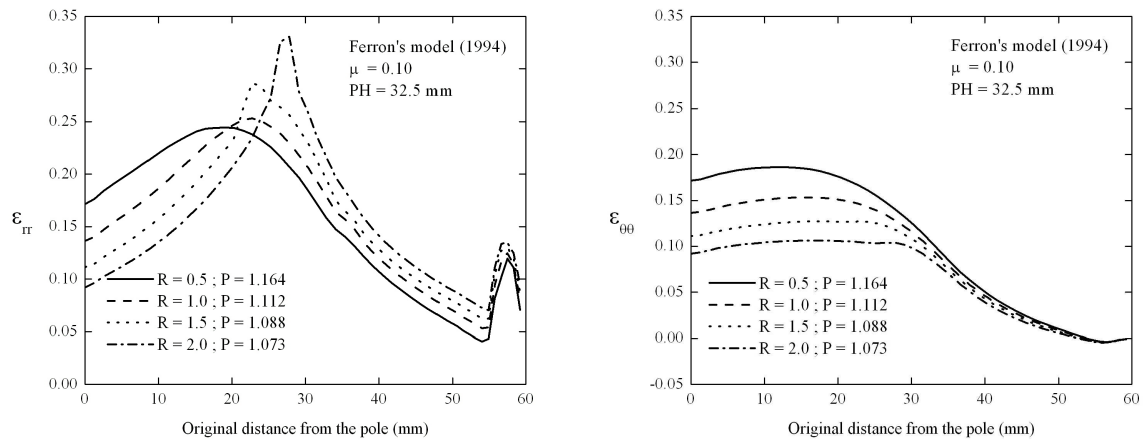 0.35
0.30
0.25
0.20
0.15
0.10
0.05
0.00
εrr
Ferron's model (1994)
μ = 0.10
PH = 32.5 mm
R = 0.5 ; P = 1.164
R = 1.0 ; P = 1.112
R = 1.5 ; P = 1.088
R = 2.0 ; P = 1.073
0 10 20 30 40 50 60
Original distance from the pole (mm)
0.35
0.30
0.25
0.20
0.15
0.10
0.05
0.00
-0.05
εθθ
Ferron's model (1994)
μ = 0.10
PH = 32.5 mm
R = 0.5 ; P = 1.164
R = 1.0 ; P = 1.112
R = 1.5 ; P = 1.088
R = 2.0 ; P = 1.073
0 10 20 30 40 50 60
Original distance from the pole (mm)